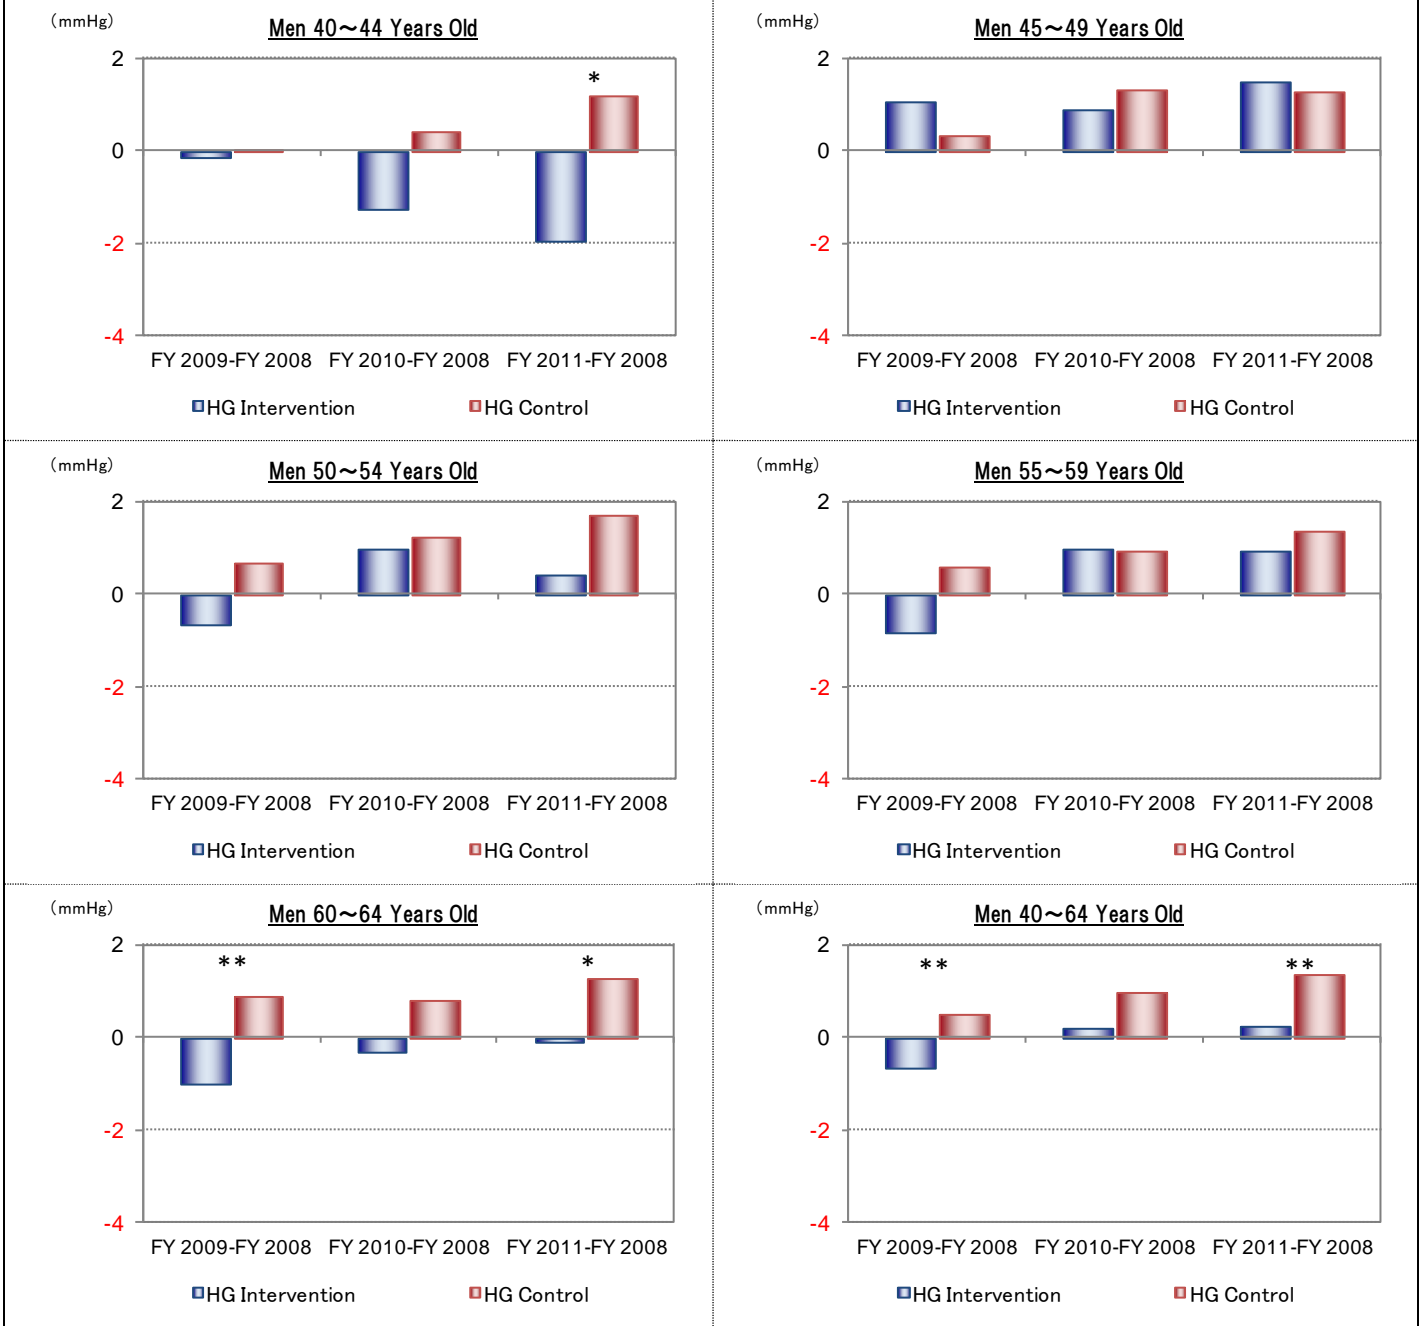 (mmHg)
Men 40～44 Years Old
2
*
0
-2
-4
FY 2009-FY 2008 FY 2010-FY 2008 FY 2011-FY 2008
HG Intervention HG Control
(mmHg)
Men 45～49 Years Old
2
0
-2
-4
FY 2009-FY 2008 FY 2010-FY 2008 FY 2011-FY 2008
HG Intervention HG Control
(mmHg)
Men 50～54 Years Old
2
0
-2
-4
FY 2009-FY 2008 FY 2010-FY 2008 FY 2011-FY 2008
HG Intervention HG Control
(mmHg)
Men 55～59 Years Old
2
0
-2
-4
FY 2009-FY 2008 FY 2010-FY 2008 FY 2011-FY 2008
HG Intervention HG Control
(mmHg)
Men 60～64 Years Old
2
** *
0
-2
-4
FY 2009-FY 2008 FY 2010-FY 2008 FY 2011-FY 2008
HG Intervention HG Control
(mmHg)
Men 40～64 Years Old
2
** **
0
-2
-4
FY 2009-FY 2008 FY 2010-FY 2008 FY 2011-FY 2008
HG Intervention HG Control